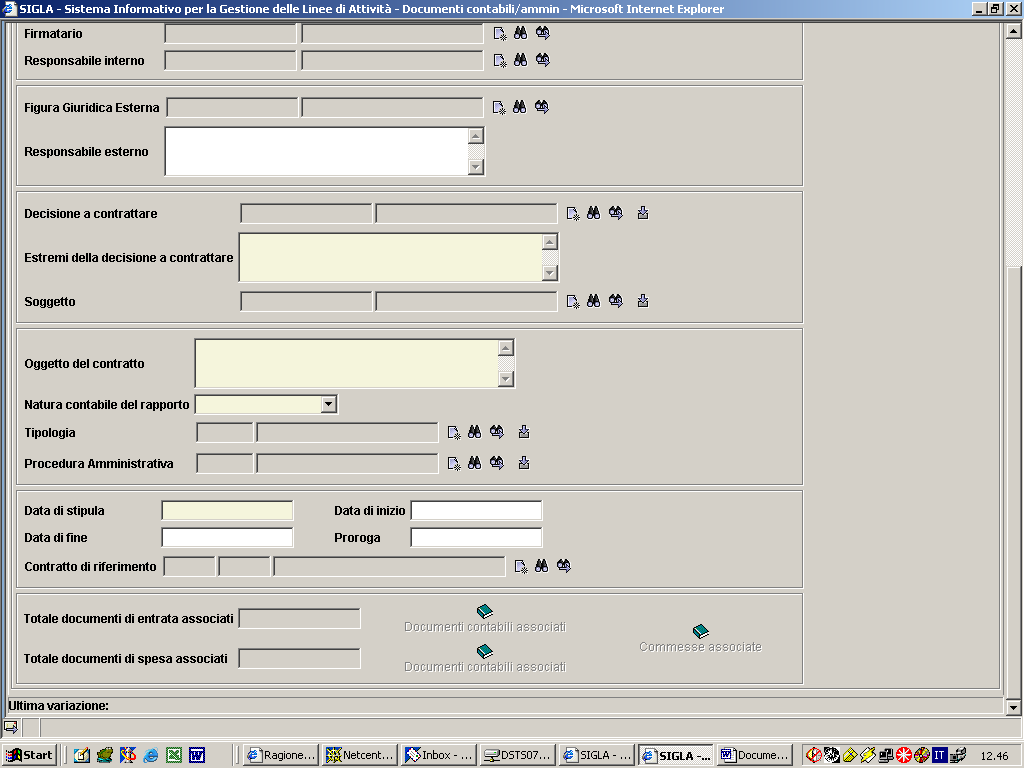 SIGLA - Sistema Informativo per la Gestione delle Linee di Attività - Documenti contabili/ammin - Microsoft Internet Explorer
Firmatario
Responsabile interno
Figura Giuridica Esterna
Responsabile esterno
Decisione a contrattare
Estremi della decisione a contrattare
Soggetto
Oggetto del contratto
Natura contabile del rapporto
Tipologia
Procedura Amministrativa
Data di stipula Data di inizio
Data di fine Proroga
Contratto di riferimento
Totale documenti di entrata associati Documenti contabili associati
Commesse associate
Totale documenti di spesa associati Documenti contabili associati
Ultima variazione:
Start Ragione... Netcent... Inbox - ... DSTS07... SIGLA - ... SIGLA -... Docume... IT 12.46